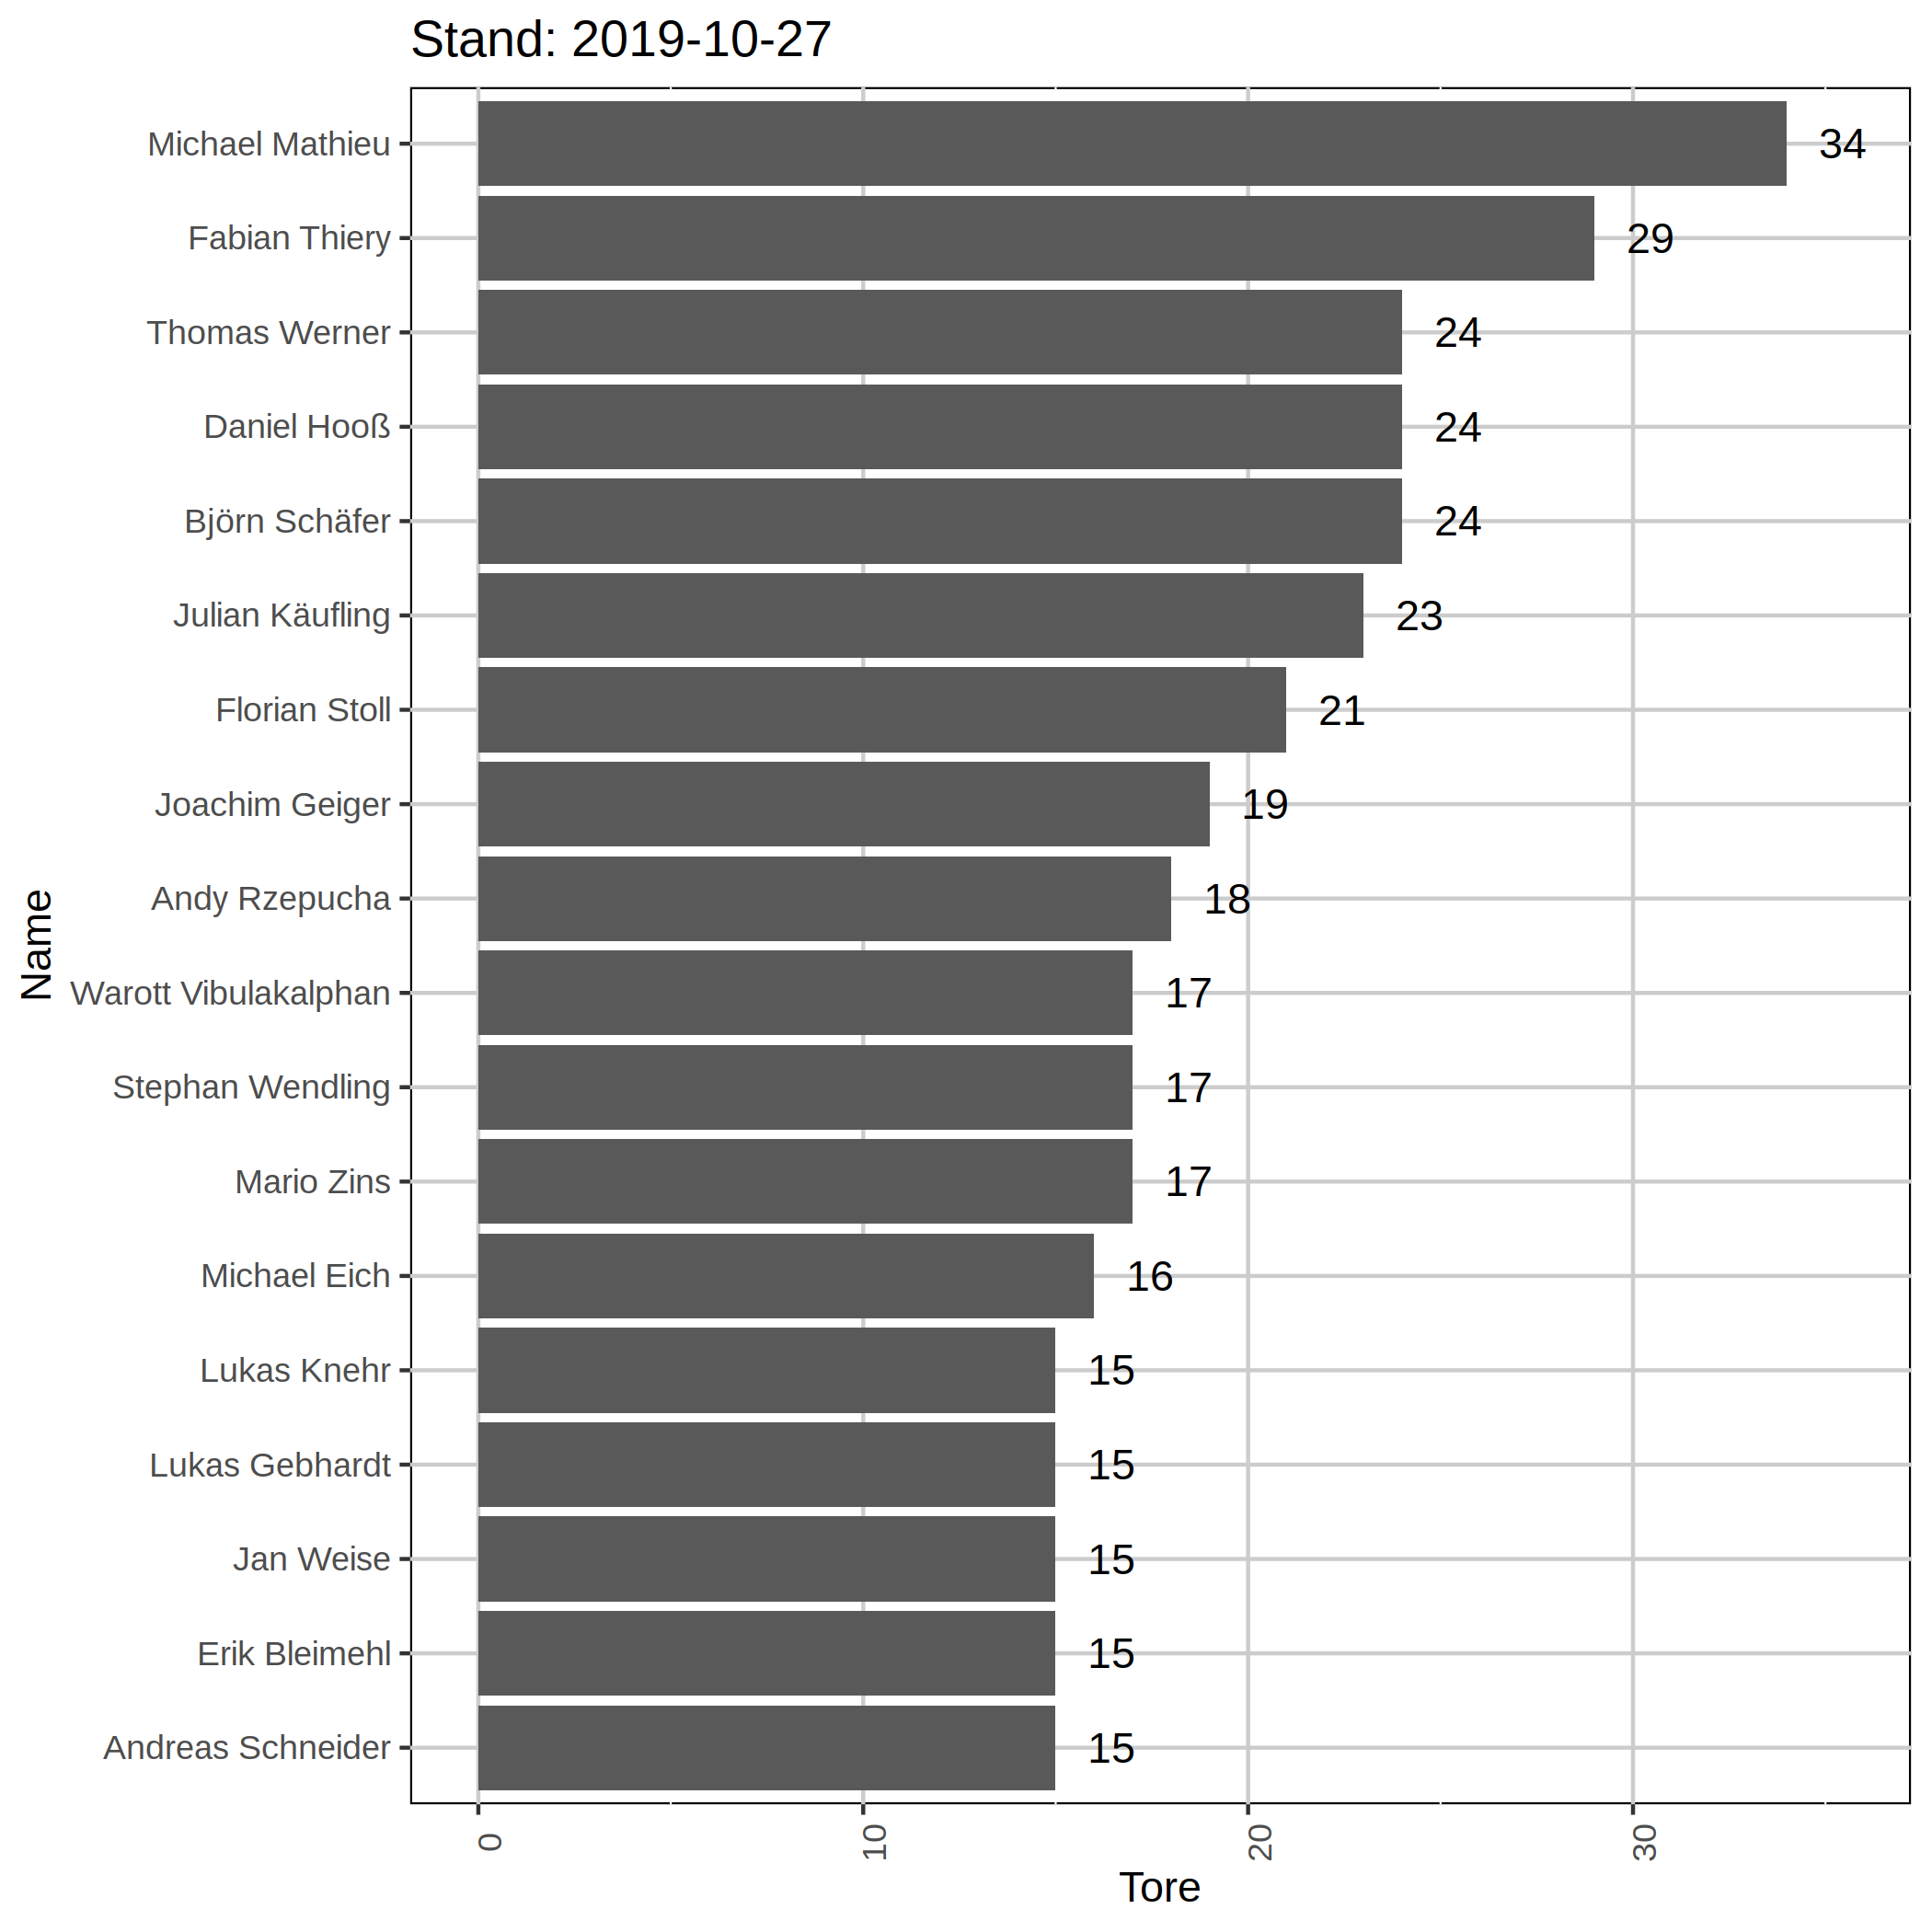 Stand: 2019-10-27
Michael Mathieu 34
Fabian Thiery 29
Thomas Werner 24
Daniel Hooß 24
Björn Schäfer 24
Julian Käufling 23
Florian Stoll 21
Joachim Geiger 19
Andy Rzepucha 18
Warott Vibulakalphan 17
Stephan Wendling 17
Mario Zins 17
Michael Eich 16
Lukas Knehr 15
Lukas Gebhardt 15
Jan Weise 15
Erik Bleimehl 15
Andreas Schneider 15
Name
0 10 20 30
Tore